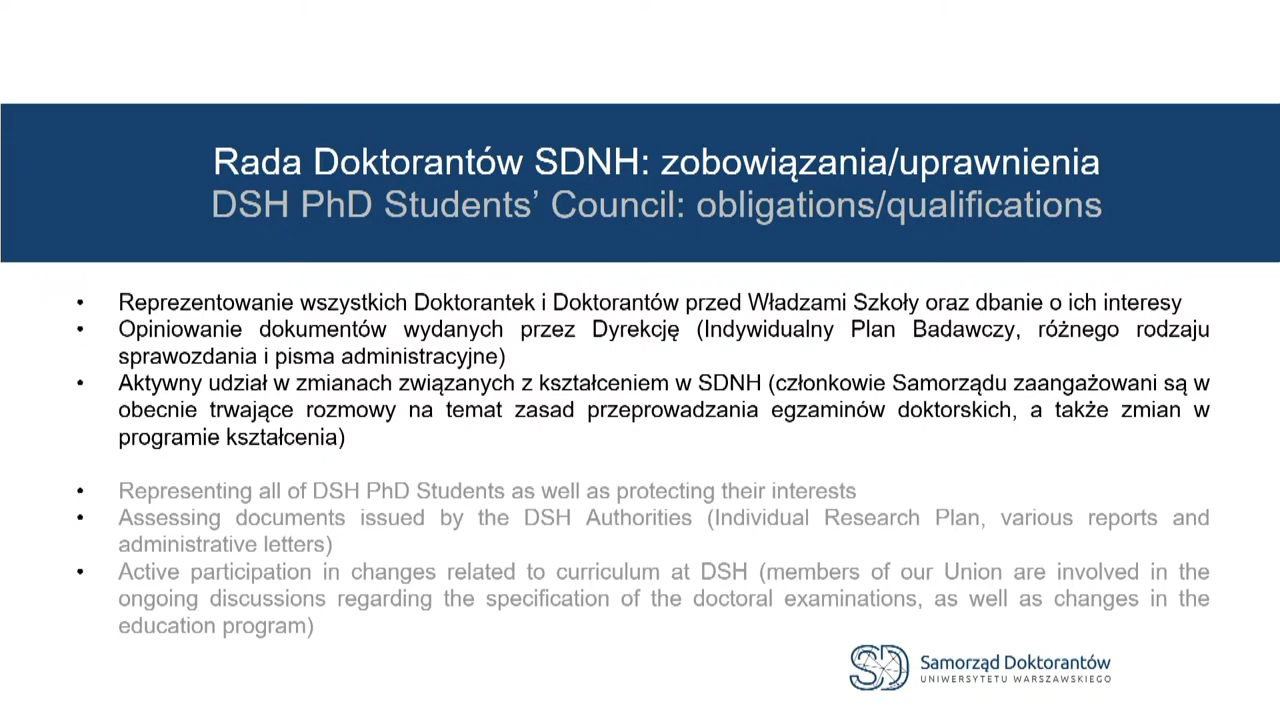 Rada Doktorantów SDNH: zobowiązania/uprawnienia
DSH PhD Students’ Council: obligations/qualifications
• Reprezentowanie wszystkich Doktorantek i Doktorantów przed Władzami Szkoły oraz dbanie o ich interesy
• Opiniowanie dokumentów wydanych przez Dyrekcję (Indywidualny Plan Badawczy, różnego rodzaju
sprawozdania i pisma administracyjne)
• Aktywny udział w zmianach związanych z kształceniem w SDNH (członkowie Samorządu zaangażowani są w
obecnie trwające rozmowy na temat zasad przeprowadzania egzaminów doktorskich, a także zmian w
programie kształcenia)
• Representing all of DSH PhD Students as well as protecting their interests
• Assessing documents issued by the DSH Authorities (Individual Research Plan, various reports and
administrative letters)
• Active participation in changes related to curriculum at DSH (members of our Union are involved in the
ongoing discussions regarding the specification of the doctoral examinations, as well as changes in the
education program)
SD Samorząd Doktorantów
UNIWERSYTETU WARSZAWSKIEGO